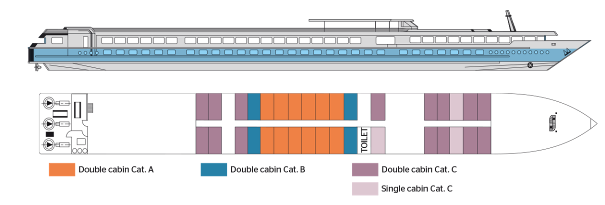 TOILET
Double cabin Cat. A
Double cabin Cat. B
Double cabin Cat. C
Single cabin Cat. C